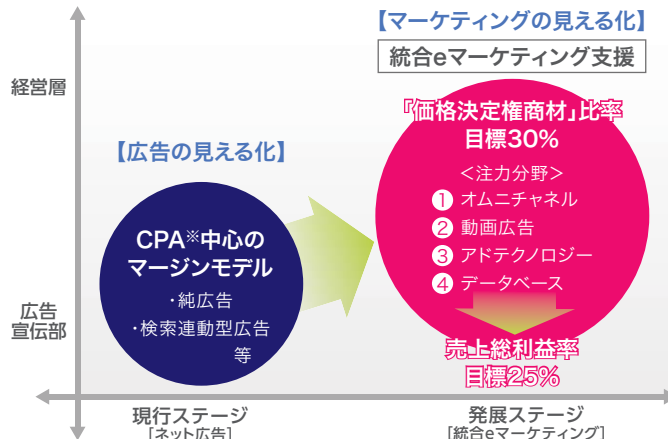 【マーケティングの見える化】
統合eマーケティング支援
経営層
「価格決定権商材」比率
目標30%
【広告の見える化】
<注力分野>
1 オムニチャネル
2 動画広告
3 アドテクノロジー
4 データベース
CPA※中心の
マージンモデル
・純広告
・検索連動型広告
等
広告
宣伝部
売上総利益率
目標25%
現行ステージ
[ネット広告]
発展ステージ
[統合eマーケティング]